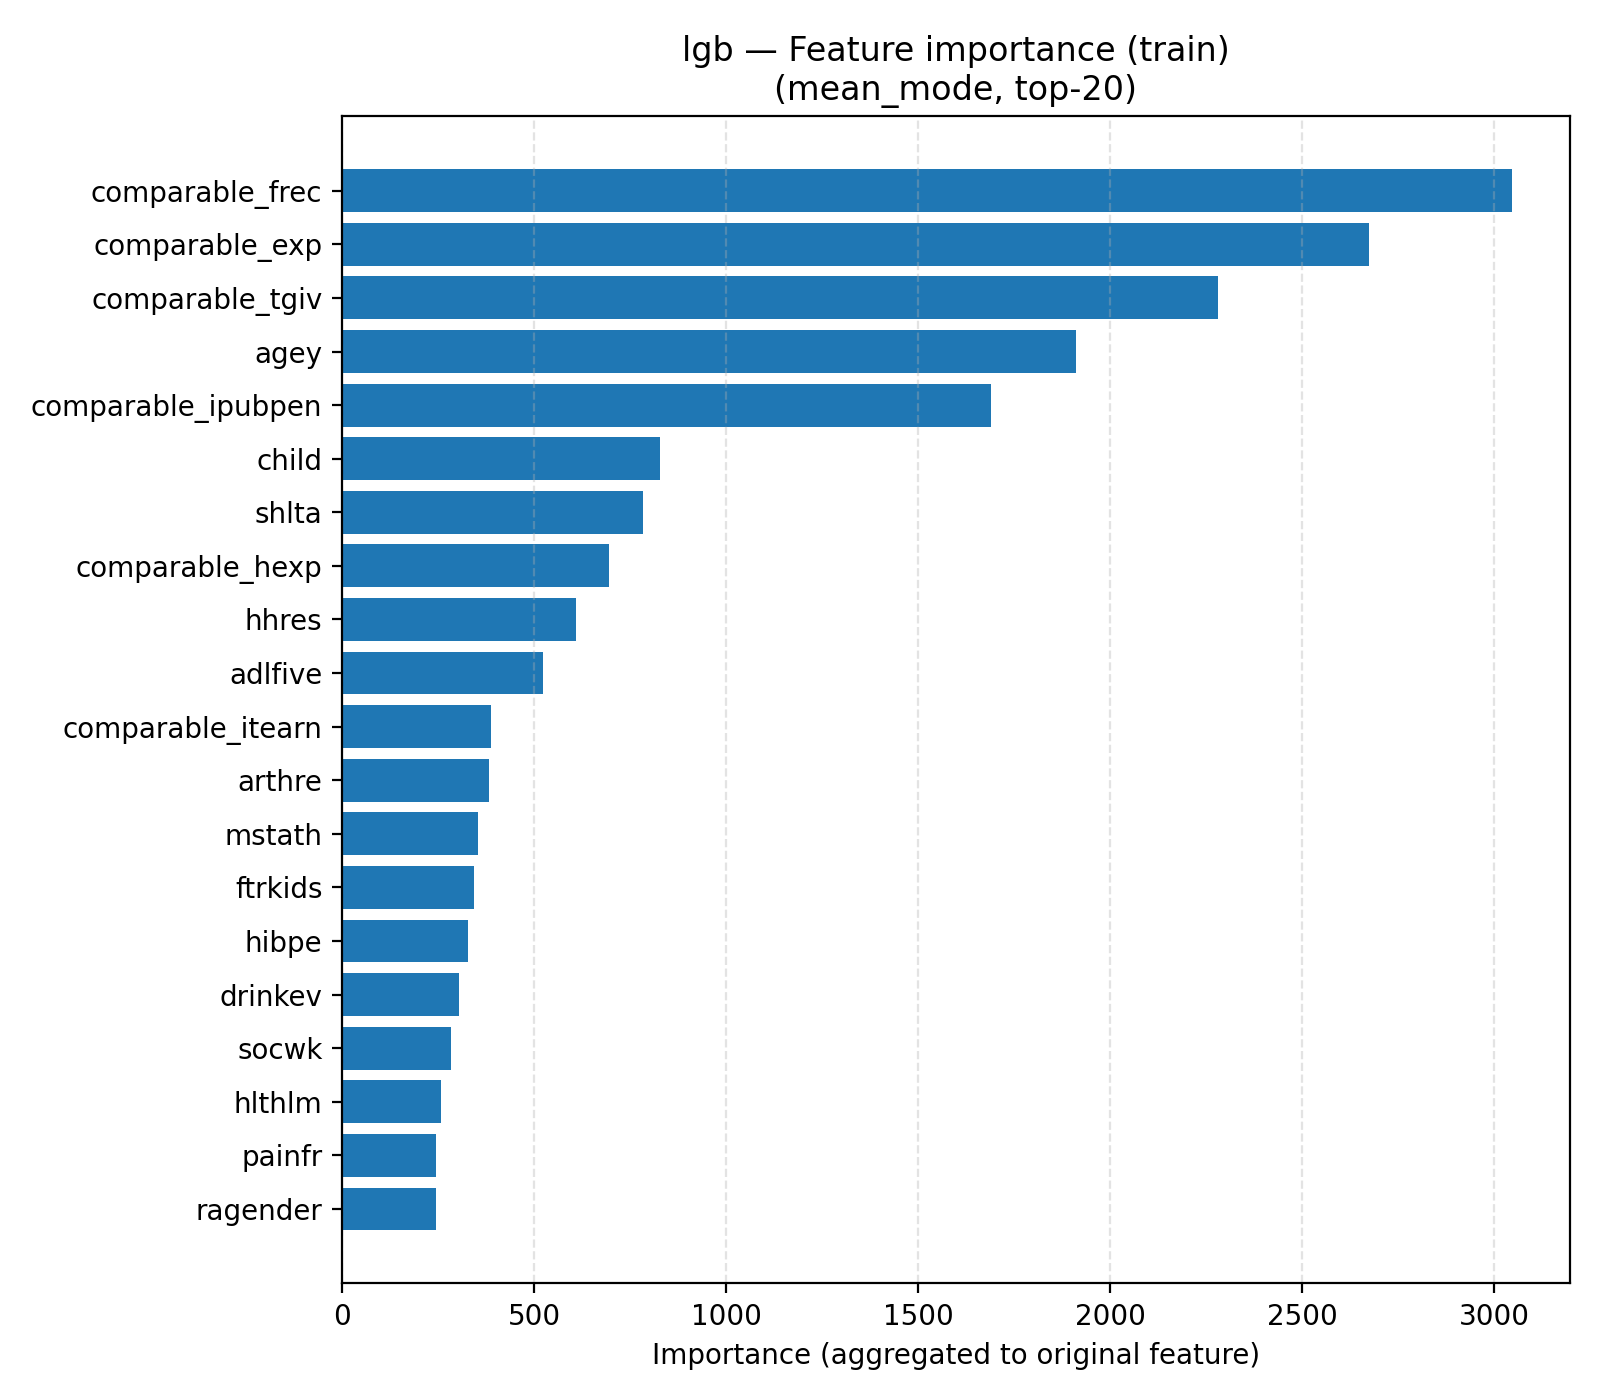 lgb — Feature importance (train)
(mean_mode, top-20)
comparable_frec
comparable_exp
comparable_tgiv
agey
comparable_ipubpen
child
shlta
comparable_hexp
hhres
adlfive
comparable_itearn
arthre
mstath
ftrkids
hibpe
drinkev
socwk
hlthlm
painfr
ragender
0 500 1000 1500 2000 2500 3000
Importance (aggregated to original feature)